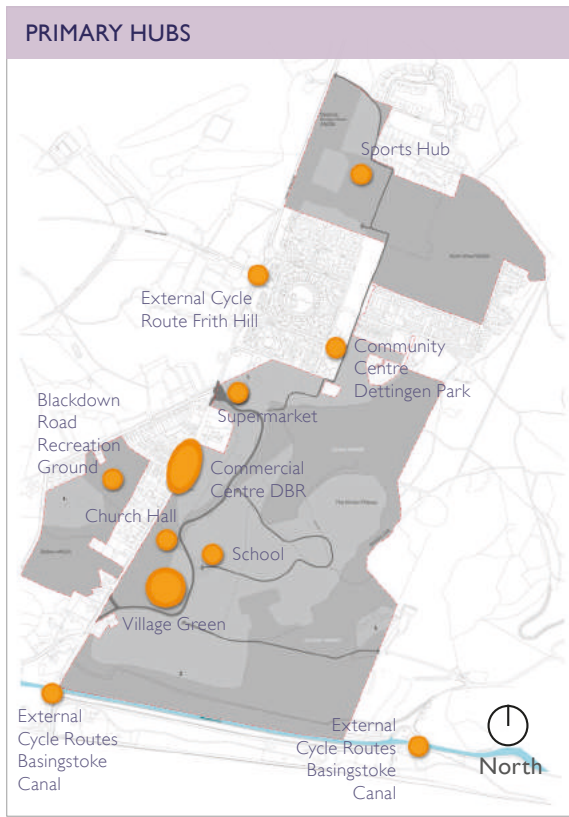 PRIMARY HUBS
Sports Hub
External Cycle
Route Frith Hill
Community
Centre
Dettingen Park
Supermarket
Blackdown
Road
Recreation
Ground
Commercial
Centre DBR
Church Hall
School
Village Green
External
Cycle Routes
Basingstoke
Canal
External
Cycle Routes
Basingstoke
Canal
North